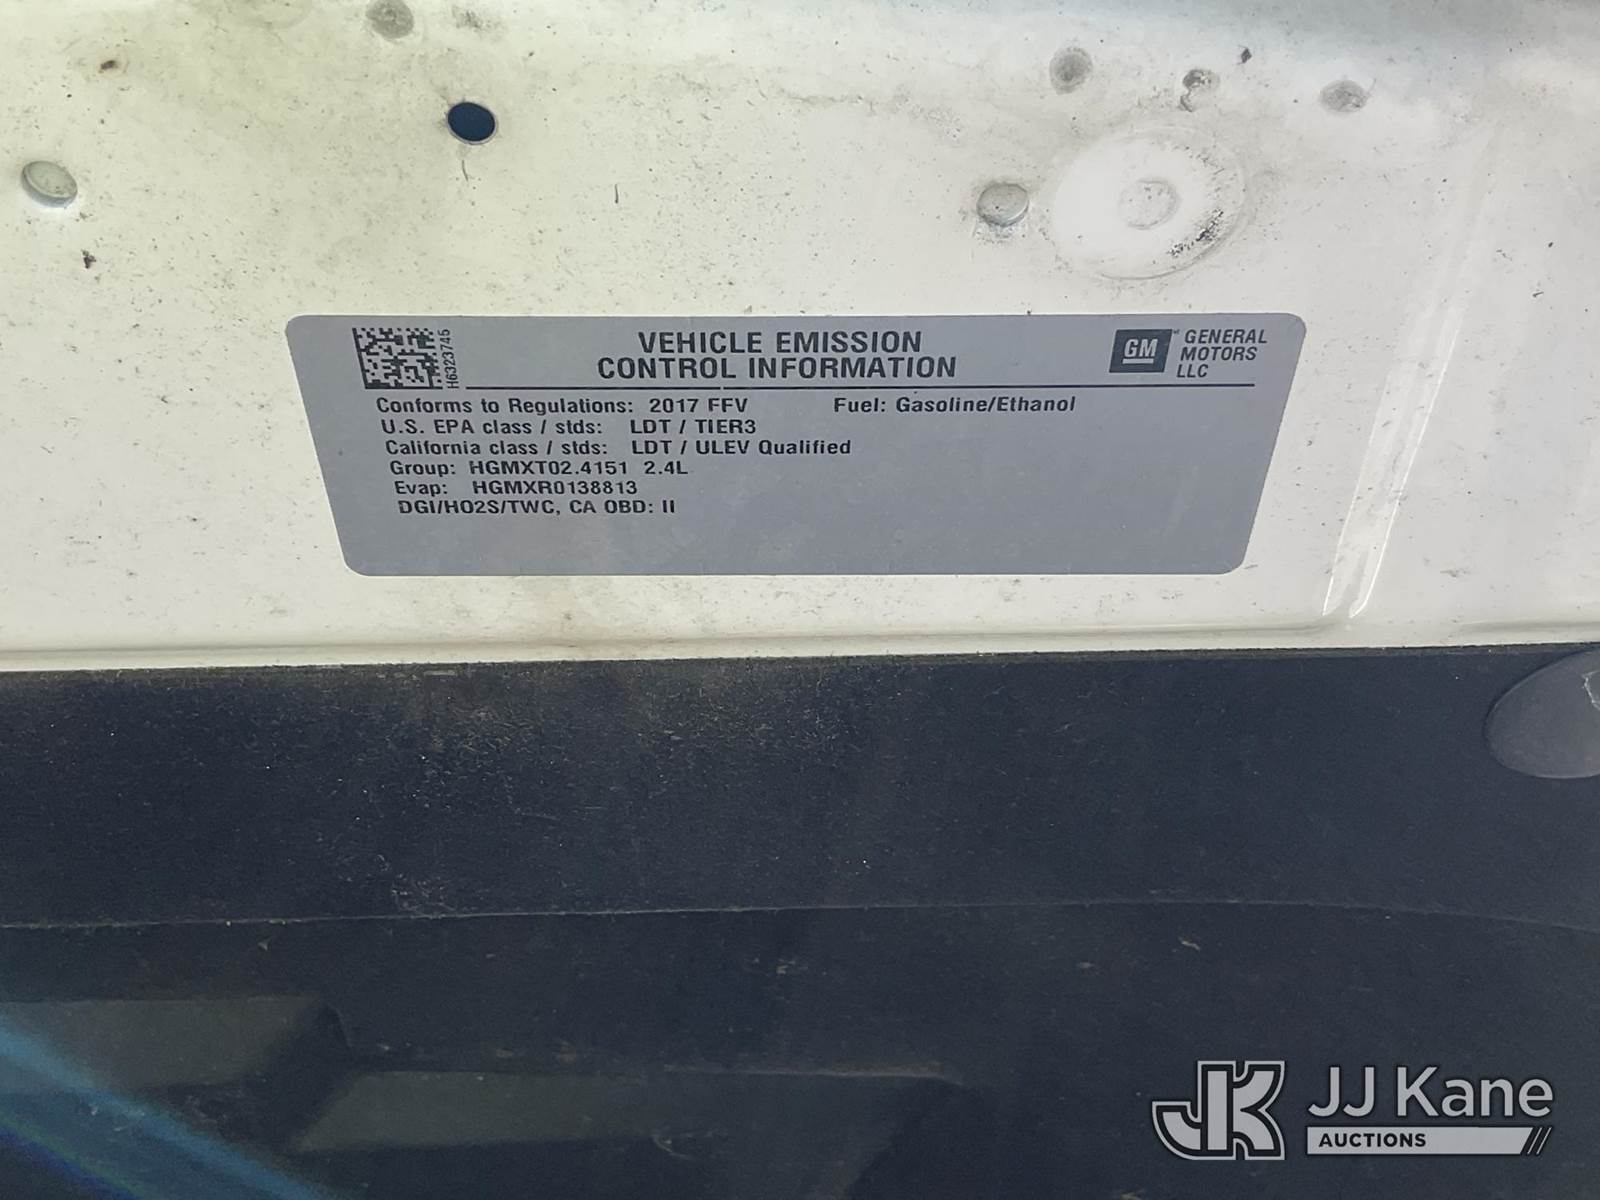 H6323745
VEHICLE EMISSION
CONTROL INFORMATION
GM
GENERAL
MOTORS
LLC
Conforms to Regulations: 2017 FFV Fuel: Gasoline/Ethanol
U.S. EPA class / stds: LDT / TIER3
California class / stds: LDT / ULEV Qualified
Group: HGMXT02.4151 2.4L
Evap: HGMXR0138813
DGI/HO2S/TWC, CA OBD: II
JK JJ Kane
AUCTIONS